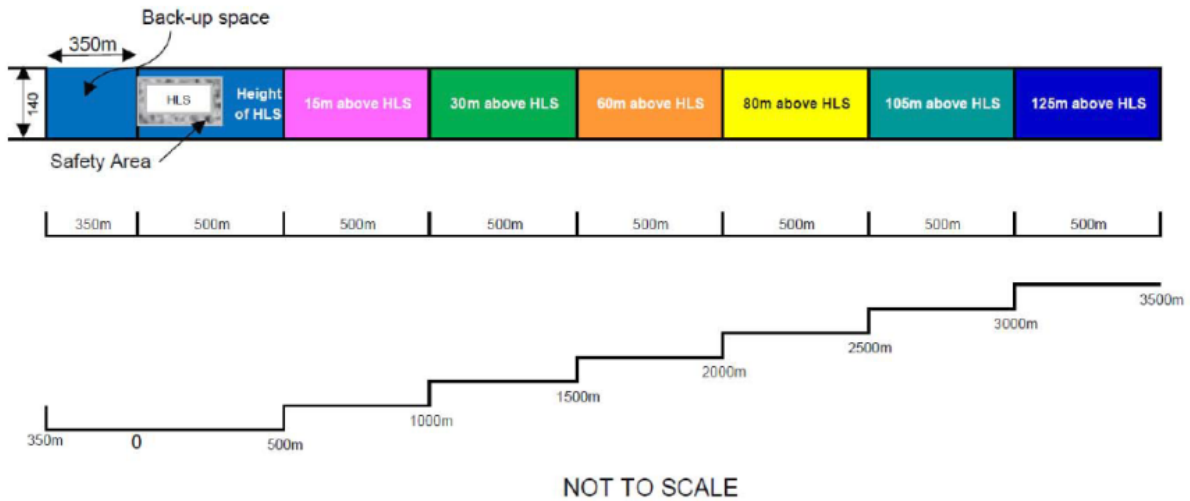 Back-up space
350m
140
HLS
Height
of HLS
15m above HLS
30m above HLS
60m above HLS
80m above HLS
105m above HLS
125m above HLS
Safety Area
350m
500m
500m
500m
500m
500m
500m
500m
3500m
3000m
2500m
2000m
1500m
1000m
350m
0
500m
NOT TO SCALE